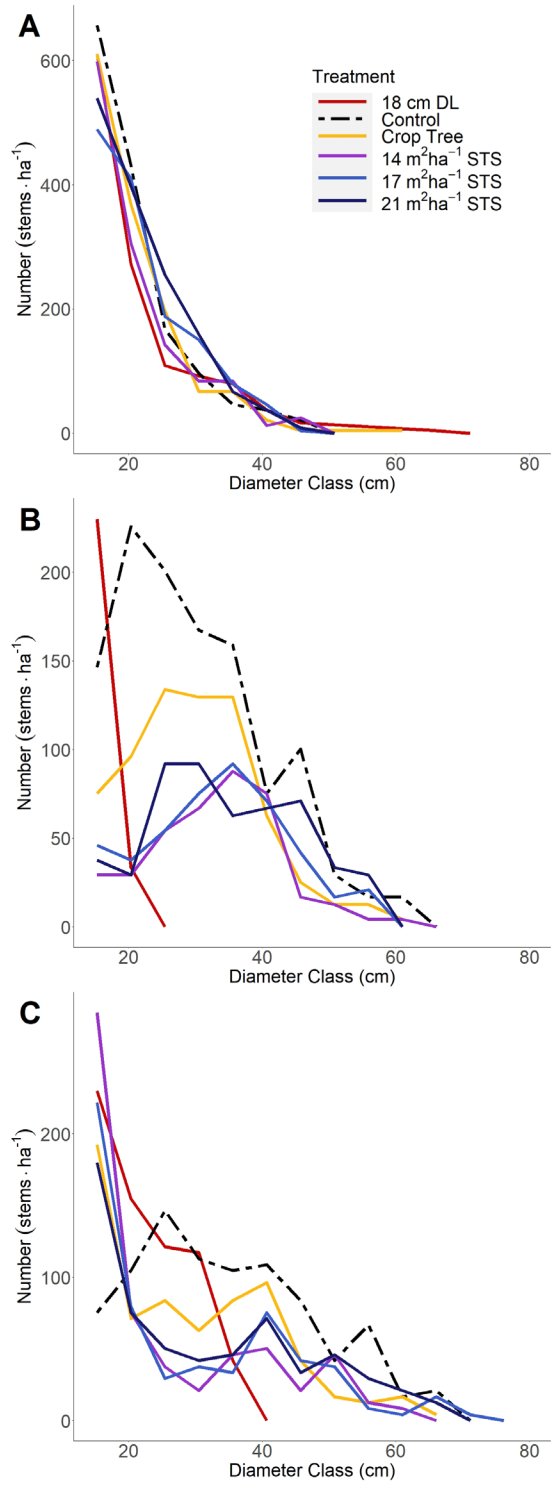 A
Number (stems · ha⁻¹)
600
400
200
0
Treatment
18 cm DL
Control
Crop Tree
14 m²ha⁻¹ STS
17 m²ha⁻¹ STS
21 m²ha⁻¹ STS
20 40 60 80
Diameter Class (cm)
B
Number (stems · ha⁻¹)
200
150
100
50
0
20 40 60 80
Diameter Class (cm)
C
Number (stems · ha⁻¹)
200
100
0
20 40 60 80
Diameter Class (cm)